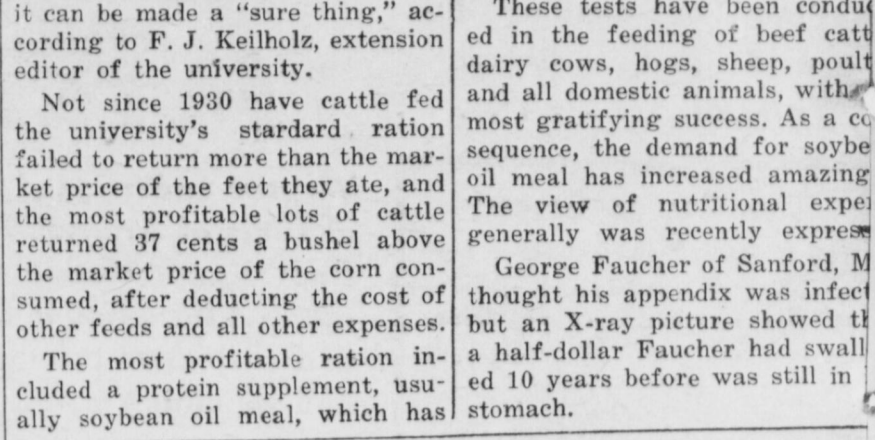 it can be made a “sure thing,” ac-
cording to F. J. Keilholz, extension
editor of the university.
Not since 1930 have cattle fed
the university's stardard ration
failed to return more than the mar-
ket price of the feet they ate, and
the most profitable lots of cattle
returned 37 cents a bushel above
the market price of the corn con-
sumed, after deducting the cost of
other feeds and all other expenses.
The most profitable ration in-
cluded a protein supplement, usu-
ally soybean oil meal, which has
These tests have been condu
ed in the feeding of beef catt
dairy cows, hogs, sheep, poult
and all domestic animals, with
most gratifying success. As a co
sequence, the demand for soybe
oil meal has increased amazing
The view of nutritional expe
generally was recently express
George Faucher of Sanford, M
thought his appendix was infect
but an X-ray picture showed th
a half-dollar Faucher had swall
ed 10 years before was still in
stomach.